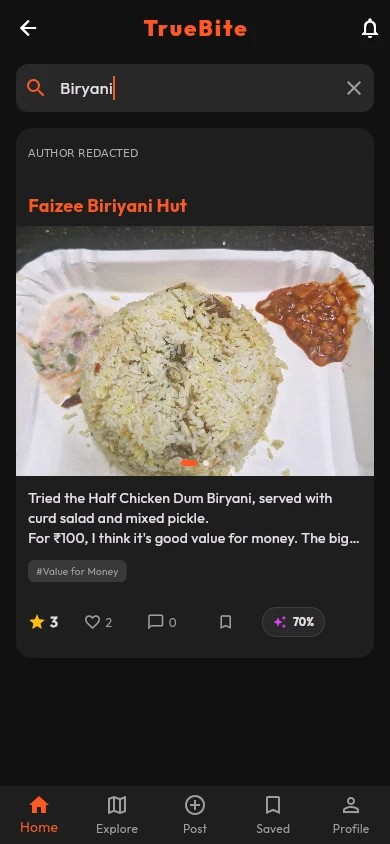 TrueBite
Biryani
AUTHOR REDACTED
Faizee Biriyani Hut
Tried the Half Chicken Dum Biryani, served with
curd salad and mixed pickle.
For ₹100, I think it's good value for money. The big...
#Value for Money
3 2 0 70%
Home Explore Post Saved Profile